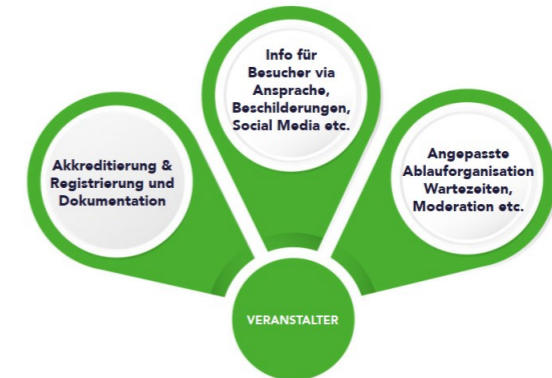 Akkreditierung &
Registrierung und
Dokumentation
Info für
Besucher via
Ansprache,
Beschilderungen,
Social Media etc.
Angepasste
Ablauforganisation
Wartezeiten,
Moderation etc.
VERANSTALTER